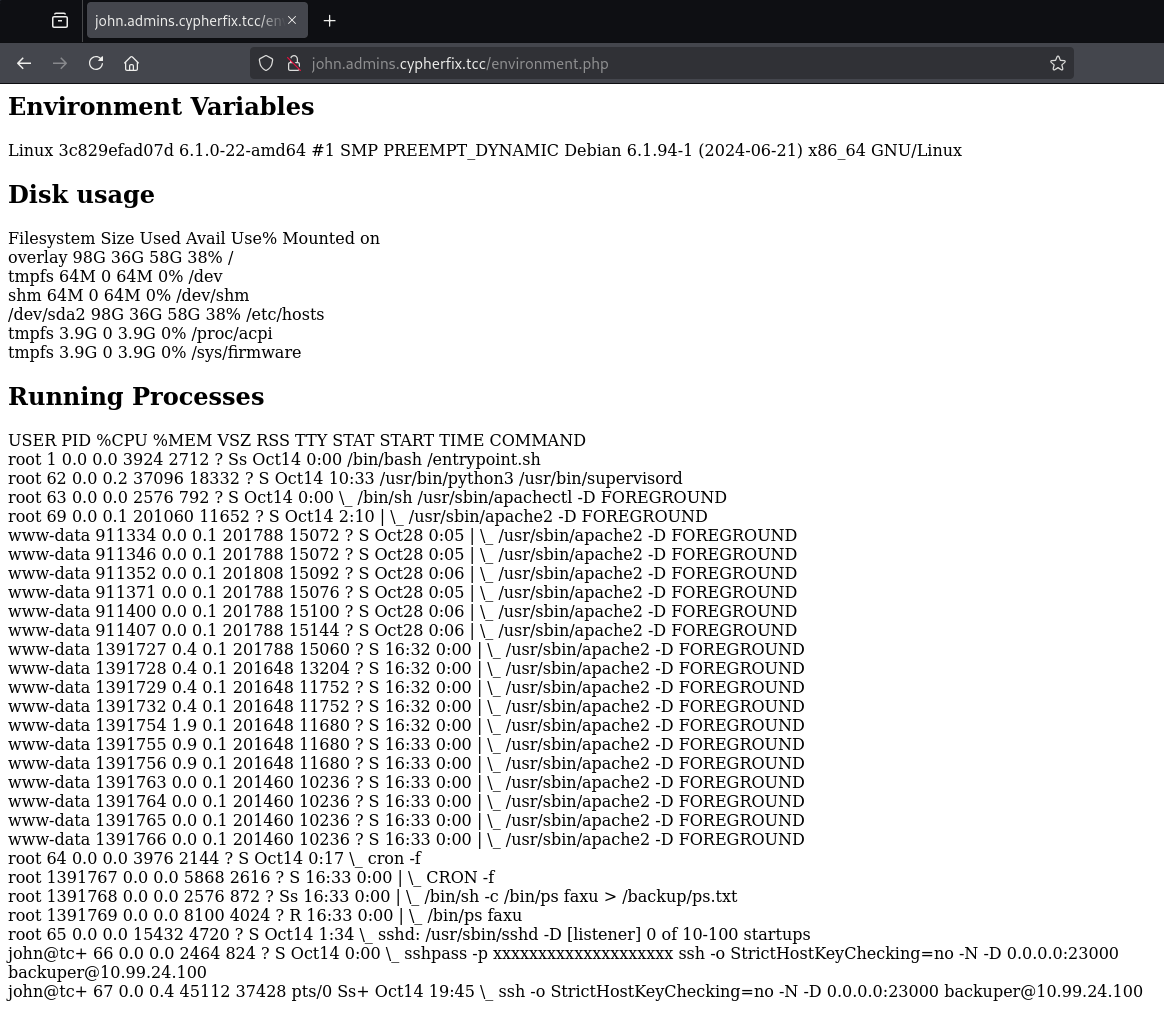 john.admins.cypherfix.tcc/en
john.admins.cypherfix.tcc/environment.php
Environment Variables
Linux 3c829efad07d 6.1.0-22-amd64 #1 SMP PREEMPT_DYNAMIC Debian 6.1.94-1 (2024-06-21) x86_64 GNU/Linux
Disk usage
Filesystem Size Used Avail Use% Mounted on
overlay 98G 36G 58G 38% /
tmpfs 64M 0 64M 0% /dev
shm 64M 0 64M 0% /dev/shm
/dev/sda2 98G 36G 58G 38% /etc/hosts
tmpfs 3.9G 0 3.9G 0% /proc/acpi
tmpfs 3.9G 0 3.9G 0% /sys/firmware
Running Processes
USER PID %CPU %MEM VSZ RSS TTY STAT START TIME COMMAND
root 1 0.0 0.0 3924 2712 ? Ss Oct14 0:00 /bin/bash /entrypoint.sh
root 62 0.0 0.2 37096 18332 ? S Oct14 10:33 /usr/bin/python3 /usr/bin/supervisord
root 63 0.0 0.0 2576 792 ? S Oct14 0:00 \_ /bin/sh /usr/sbin/apachectl -D FOREGROUND
root 69 0.0 0.1 201060 11652 ? S Oct14 2:10 | \_ /usr/sbin/apache2 -D FOREGROUND
www-data 911334 0.0 0.1 201788 15072 ? S Oct28 0:05 | \_ /usr/sbin/apache2 -D FOREGROUND
www-data 911346 0.0 0.1 201788 15072 ? S Oct28 0:05 | \_ /usr/sbin/apache2 -D FOREGROUND
www-data 911352 0.0 0.1 201808 15092 ? S Oct28 0:06 | \_ /usr/sbin/apache2 -D FOREGROUND
www-data 911371 0.0 0.1 201788 15076 ? S Oct28 0:05 | \_ /usr/sbin/apache2 -D FOREGROUND
www-data 911400 0.0 0.1 201788 15100 ? S Oct28 0:06 | \_ /usr/sbin/apache2 -D FOREGROUND
www-data 911407 0.0 0.1 201788 15144 ? S Oct28 0:06 | \_ /usr/sbin/apache2 -D FOREGROUND
www-data 1391727 0.4 0.1 201788 15060 ? S 16:32 0:00 | \_ /usr/sbin/apache2 -D FOREGROUND
www-data 1391728 0.4 0.1 201648 13204 ? S 16:32 0:00 | \_ /usr/sbin/apache2 -D FOREGROUND
www-data 1391729 0.4 0.1 201648 11752 ? S 16:32 0:00 | \_ /usr/sbin/apache2 -D FOREGROUND
www-data 1391732 0.4 0.1 201648 11752 ? S 16:32 0:00 | \_ /usr/sbin/apache2 -D FOREGROUND
www-data 1391754 1.9 0.1 201648 11680 ? S 16:32 0:00 | \_ /usr/sbin/apache2 -D FOREGROUND
www-data 1391755 0.9 0.1 201648 11680 ? S 16:33 0:00 | \_ /usr/sbin/apache2 -D FOREGROUND
www-data 1391756 0.9 0.1 201648 11680 ? S 16:33 0:00 | \_ /usr/sbin/apache2 -D FOREGROUND
www-data 1391763 0.0 0.1 201460 10236 ? S 16:33 0:00 | \_ /usr/sbin/apache2 -D FOREGROUND
www-data 1391764 0.0 0.1 201460 10236 ? S 16:33 0:00 | \_ /usr/sbin/apache2 -D FOREGROUND
www-data 1391765 0.0 0.1 201460 10236 ? S 16:33 0:00 | \_ /usr/sbin/apache2 -D FOREGROUND
www-data 1391766 0.0 0.1 201460 10236 ? S 16:33 0:00 | \_ /usr/sbin/apache2 -D FOREGROUND
root 64 0.0 0.0 3976 2144 ? S Oct14 0:17 \_ cron -f
root 1391767 0.0 0.0 5868 2616 ? S 16:33 0:00 | \_ CRON -f
root 1391768 0.0 0.0 2576 872 ? Ss 16:33 0:00 | \_ /bin/sh -c /bin/ps faxu > /backup/ps.txt
root 1391769 0.0 0.0 8100 4024 ? R 16:33 0:00 | \_ /bin/ps faxu
root 65 0.0 0.0 15432 4720 ? S Oct14 1:34 \_ sshd: /usr/sbin/sshd -D [listener] 0 of 10-100 startups
john@tc+ 66 0.0 0.0 2464 824 ? S Oct14 0:00 \_ sshpass -p xxxxxxxxxxxxxxxxxxxx ssh -o StrictHostKeyChecking=no -N -D 0.0.0.0:23000
backuper@10.99.24.100
john@tc+ 67 0.0 0.4 45112 37428 pts/0 Ss+ Oct14 19:45 \_ ssh -o StrictHostKeyChecking=no -N -D 0.0.0.0:23000 backuper@10.99.24.100